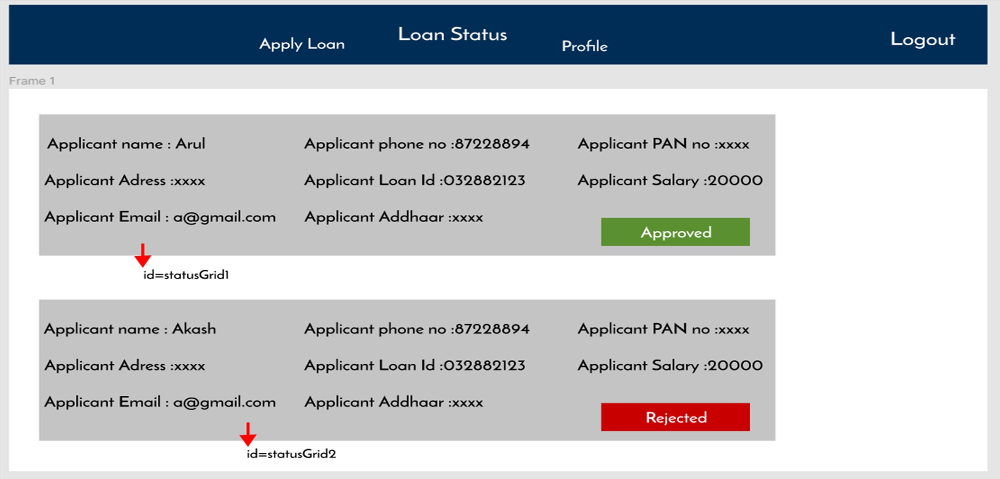 Apply Loan Loan Status Profile Logout
Frame 1
Applicant name : Arul Applicant phone no :87228894 Applicant PAN no :xxxx
Applicant Adress :xxxx Applicant Loan Id :032882123 Applicant Salary :20000
Applicant Email : a@gmail.com Applicant Addhaar :xxxx
Approved
id=statusGrid1
Applicant name : Akash Applicant phone no :87228894 Applicant PAN no :xxxx
Applicant Adress :xxxx Applicant Loan Id :032882123 Applicant Salary :20000
Applicant Email : a@gmail.com Applicant Addhaar :xxxx
Rejected
id=statusGrid2